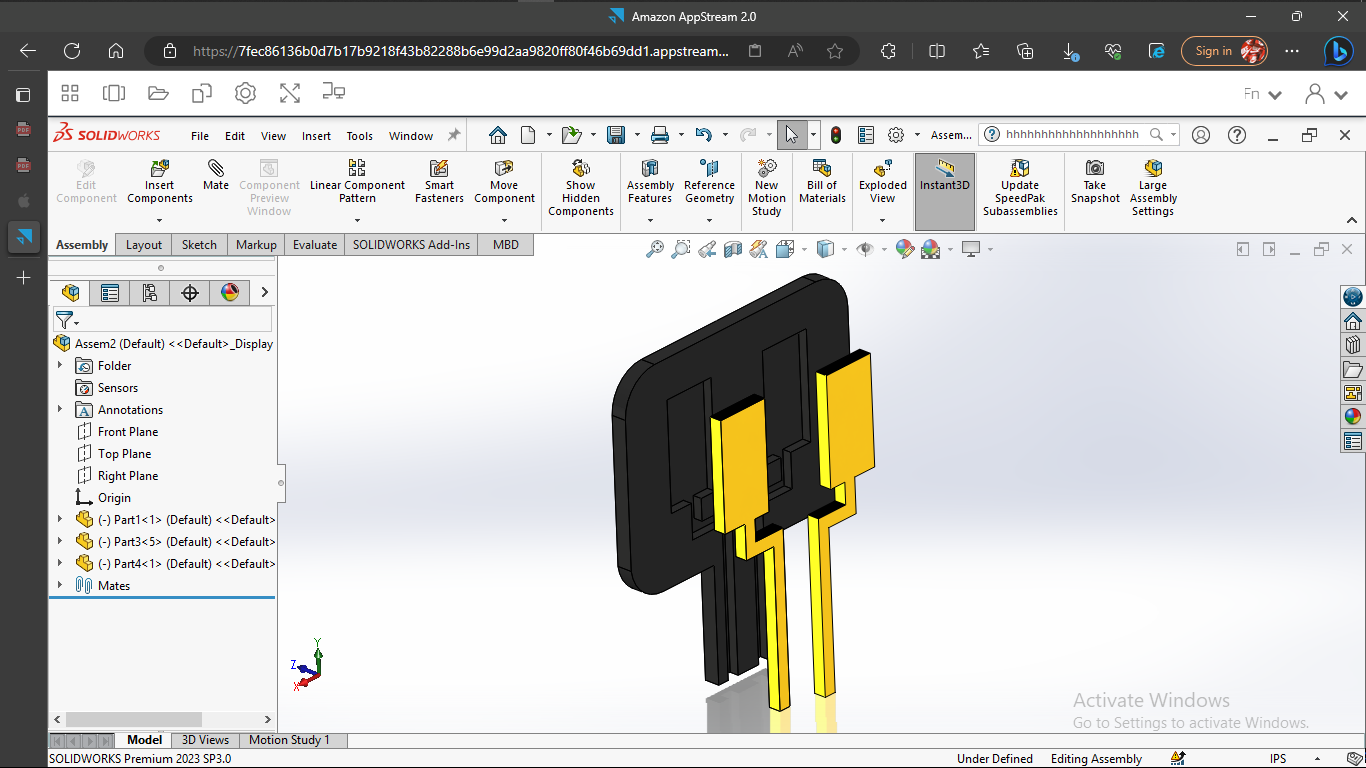 Amazon AppStream 2.0
https://7fec86136b0d7b17b9218f43b82288b6e99d2aa9820ff80f46b69dd1.appstream...
Sign in
Fn
SOLIDWORKS
File Edit View Insert Tools Window
Assem...
hhhhhhhhhhhhhhhhhhhh
Edit Component
Insert Components
Mate
Component Preview Window
Linear Component Pattern
Smart Fasteners
Move Component
Show Hidden Components
Assembly Features
Reference Geometry
New Motion Study
Bill of Materials
Exploded View
Instant3D
Update SpeedPak Subassemblies
Take Snapshot
Large Assembly Settings
Assembly Layout Sketch Markup Evaluate SOLIDWORKS Add-Ins MBD
Assem2 (Default) <<Default>_Display
Folder
Sensors
Annotations
Front Plane
Top Plane
Right Plane
Origin
(-) Part1<1> (Default) <<Default>
(-) Part3<5> (Default) <<Default>
(-) Part4<1> (Default) <<Default>
Mates
Y
Z
X
Activate Windows
Go to Settings to activate Windows.
Model 3D Views Motion Study 1
SOLIDWORKS Premium 2023 SP3.0
Under Defined Editing Assembly IPS